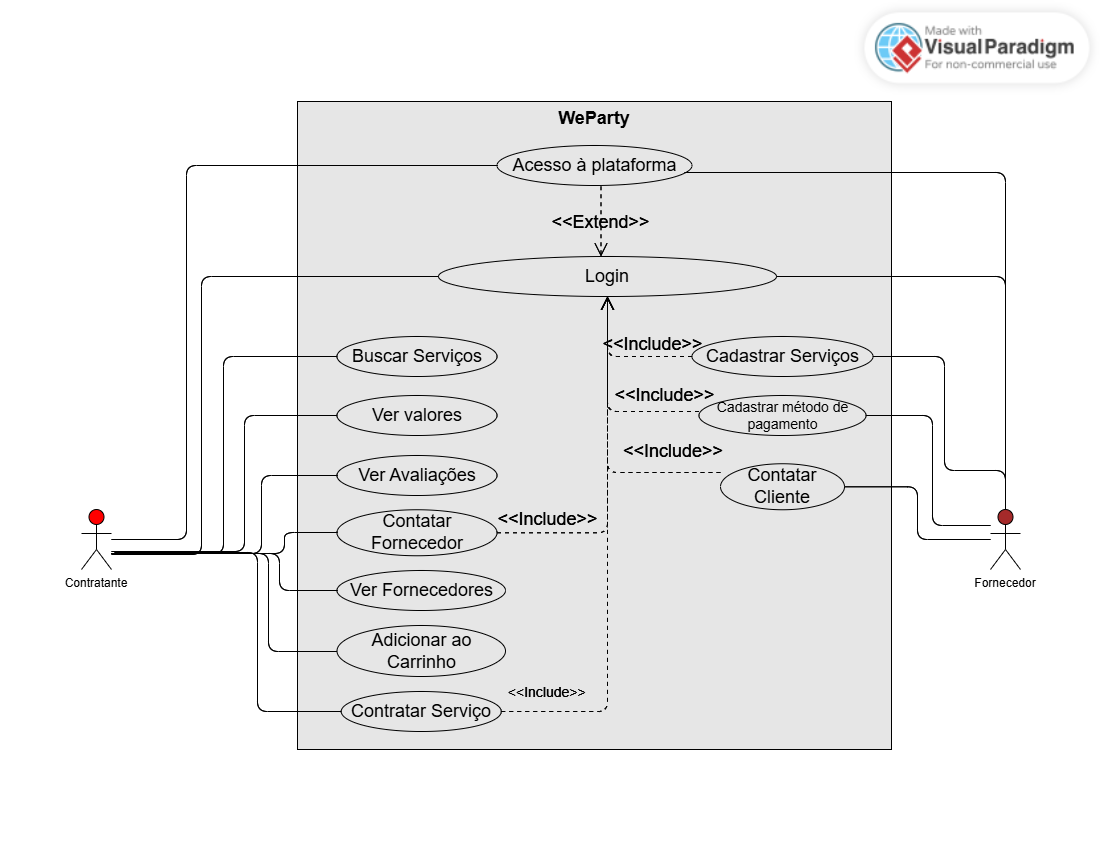 Made with
Visual Paradigm
For non-commercial use
WeParty
Acesso à plataforma
<<Extend>>
Login
<<Include>>
Buscar Serviços
Cadastrar Serviços
<<Include>>
Ver valores
Cadastrar método de
pagamento
<<Include>>
Ver Avaliações
Contatar
Cliente
Contatar
Fornecedor
<<Include>>
Contratante
Fornecedor
Ver Fornecedores
Adicionar ao
Carrinho
<<Include>>
Contratar Serviço